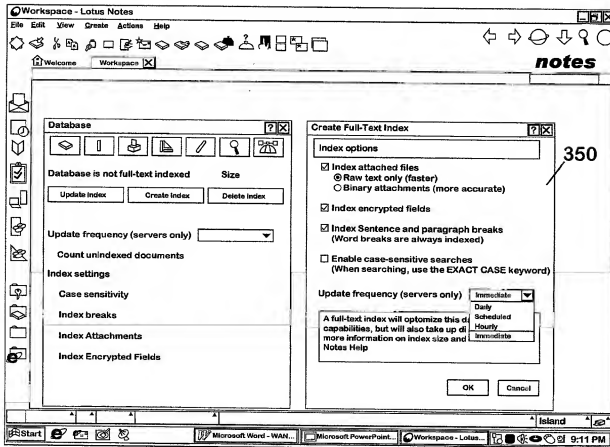 Workspace - Lotus Notes
File Edit View Create Actions Help
Welcome Workspace
notes
Database
Database is not full-text indexed Size
Update Index Create Index Delete Index
Update frequency (servers only)
Count unindexed documents
Index settings
Case sensitivity
Index breaks
Index Attachments
Index Encrypted Fields
Create Full-Text Index
350
Index options
Index attached files
Raw text only (faster)
Binary attachments (more accurate)
Index encrypted fields
Index Sentence and paragraph breaks
(Word breaks are always indexed)
Enable case-sensitive searches
(When searching, use the EXACT CASE keyword)
Update frequency (servers only) Immediate
Daily
Scheduled
Hourly
Immediate
A full-text index will optomize this da
capabilities, but will also take up di
more information on index size and
Notes Help
OK Cancel
Island
Start Microsoft Word - WAN... Microsoft PowerPoint... Workspace - Lotus... 9:11 PM